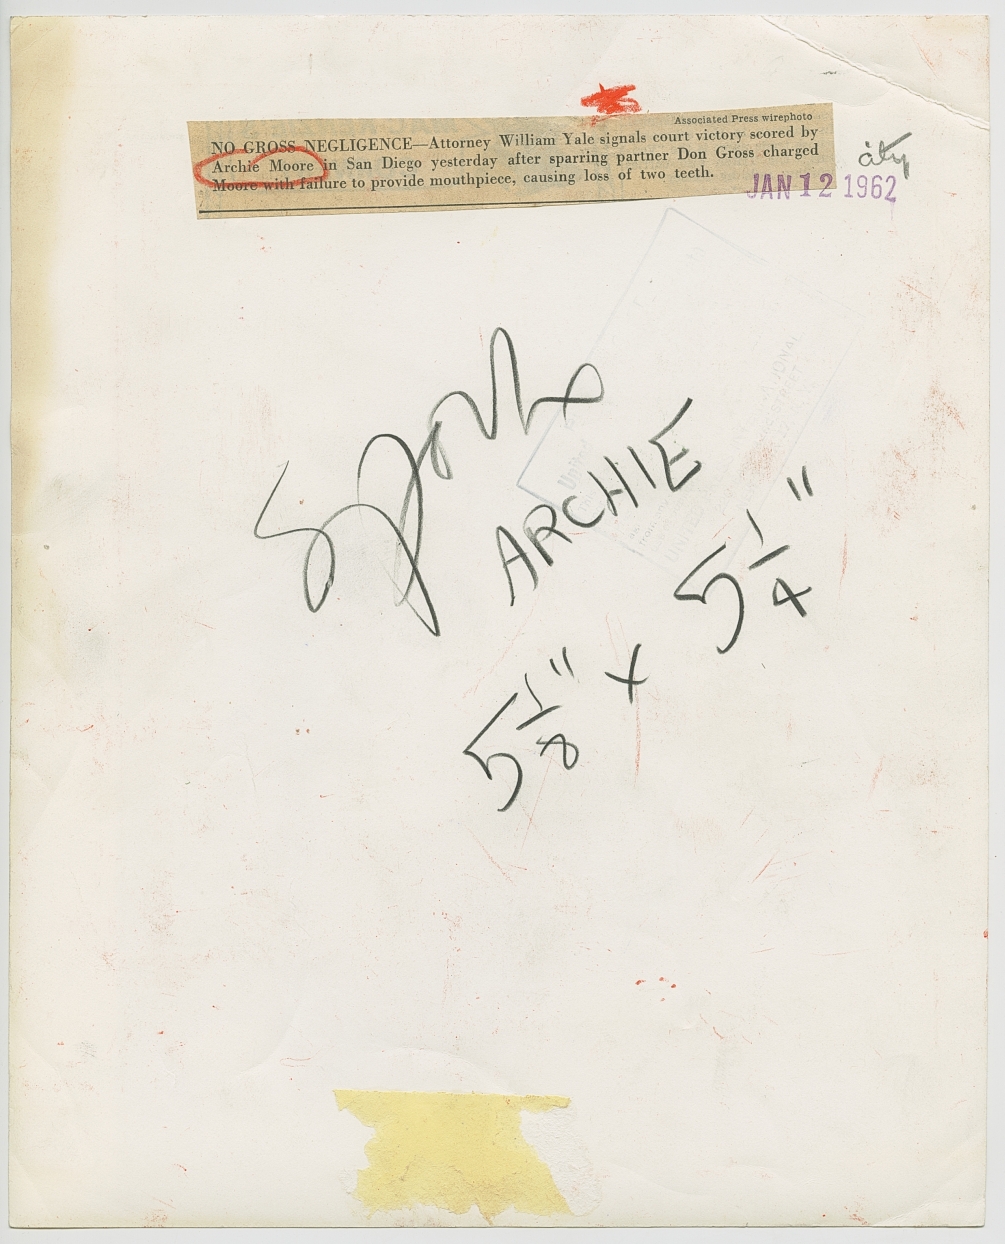 Associated Press wirephoto
NO GROSS NEGLIGENCE—Attorney William Yale signals court victory scored by
Archie Moore in San Diego yesterday after sparring partner Don Gross charged
Moore with failure to provide mouthpiece, causing loss of two teeth.
city
JAN 12 1962
Sports
ARCHIE
5 1/8" x 5 1/4"